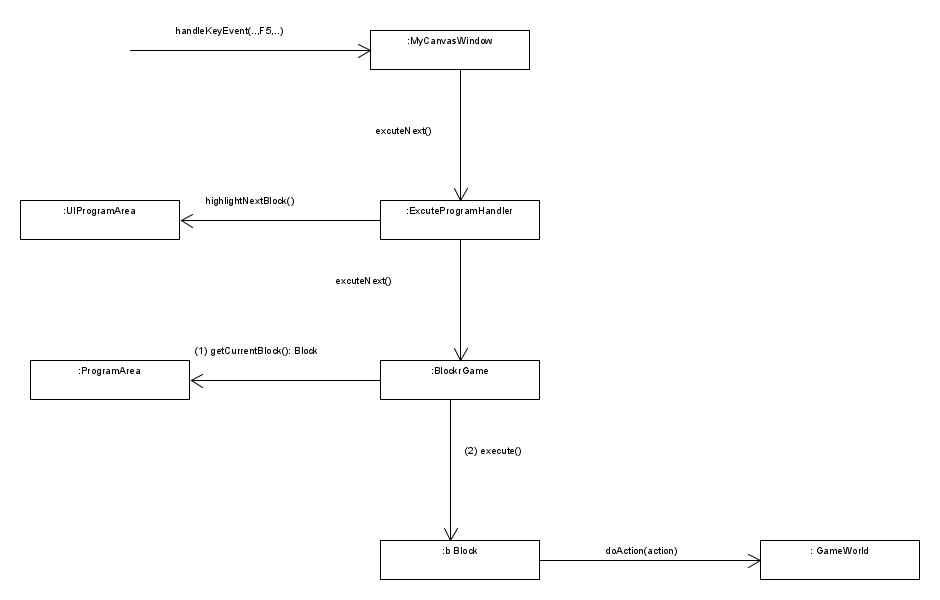 handleKeyEvent(..,F5,..)
:MyCanvasWindow
excuteNext()
highlightNextBlock()
:UIProgramArea
:ExcuteProgramHandler
excuteNext()
(1) getCurrentBlock(): Block
:ProgramArea
:BlockrGame
(2) execute()
:b Block
doAction(action)
: GameWorld